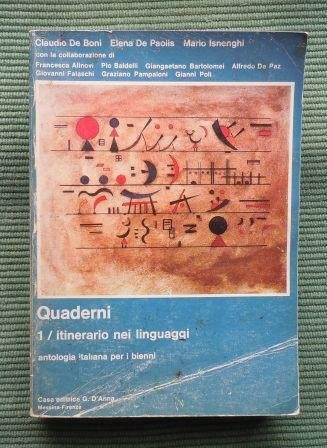 Claudio De Boni Elena De Paolis Mario Isnenghi
con la collaborazione di
Francesca Alinovi Pio Baldelli Giangaetano Bartolomei Alfredo De Paz
Giovanni Falaschi Graziano Pampaloni Gianni Poli
Quaderni
1/ itinerario nei linguaggi
antologia italiana per i bienni
Casa editrice G. D'Anna
Messina-Firenze